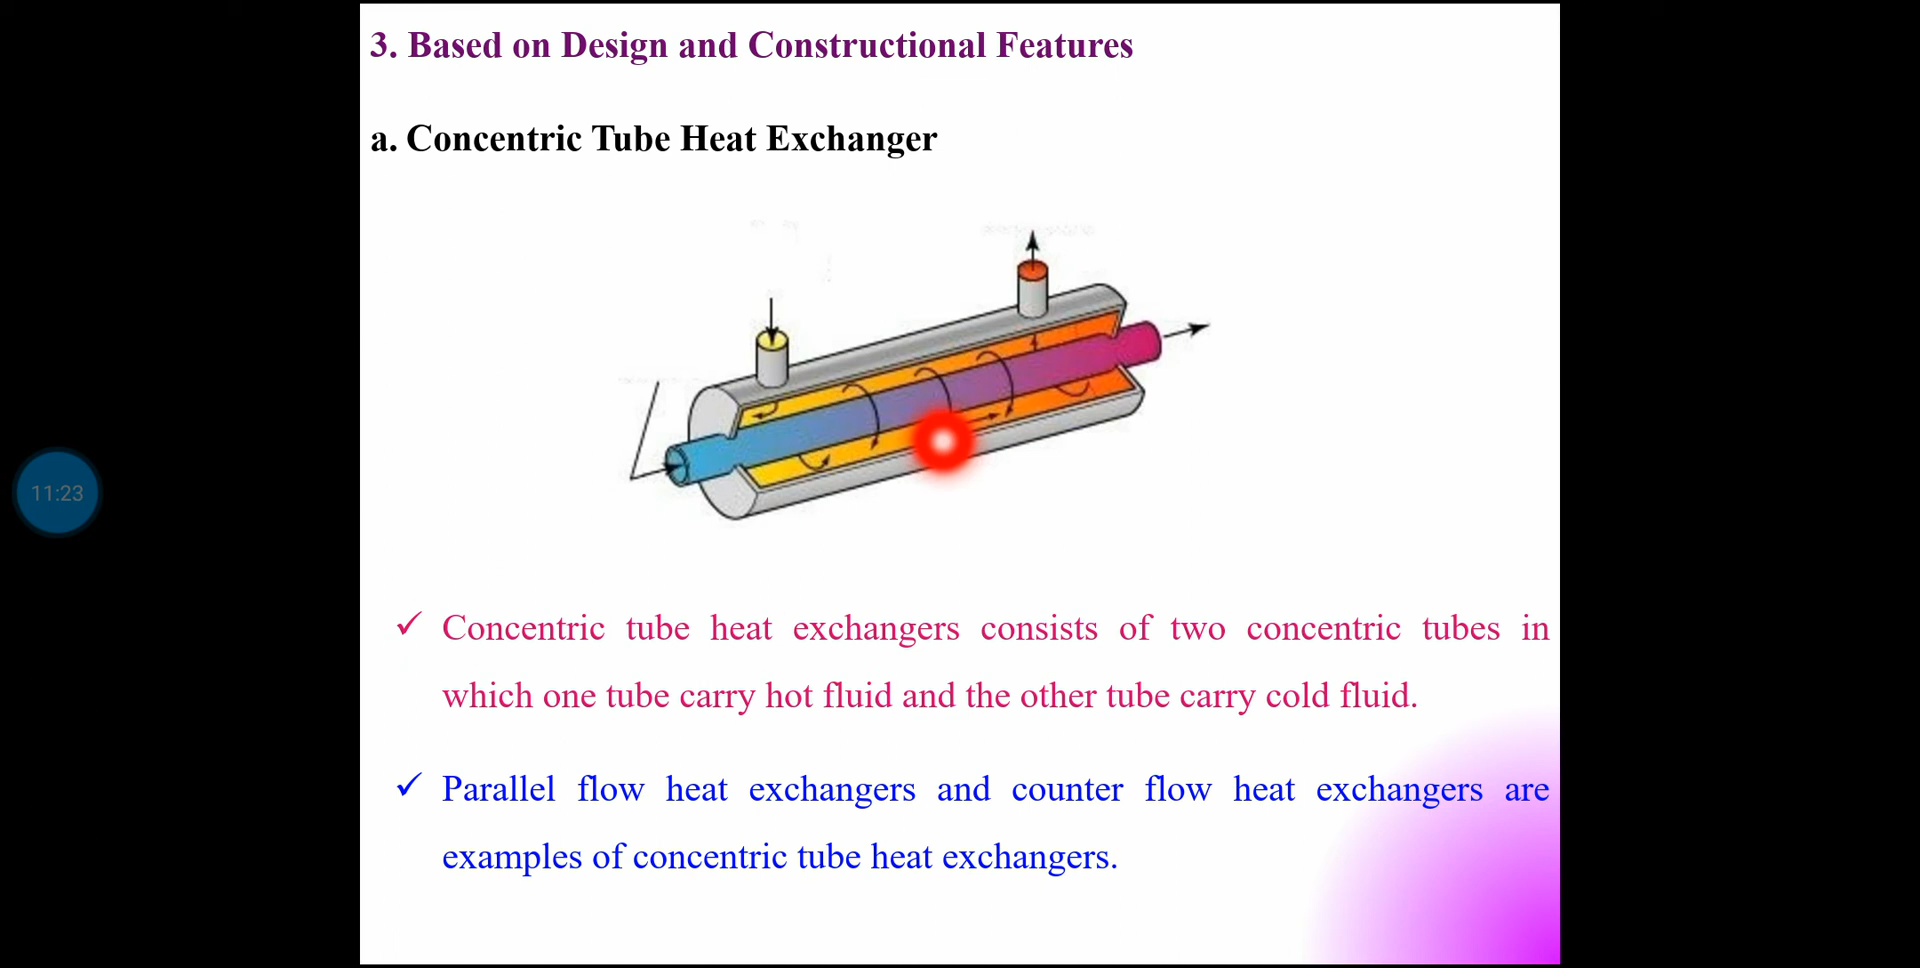 3. Based on Design and Constructional Features
a. Concentric Tube Heat Exchanger
11:23
✓ Concentric tube heat exchangers consists of two concentric tubes in
which one tube carry hot fluid and the other tube carry cold fluid.
✓ Parallel flow heat exchangers and counter flow heat exchangers are
examples of concentric tube heat exchangers.